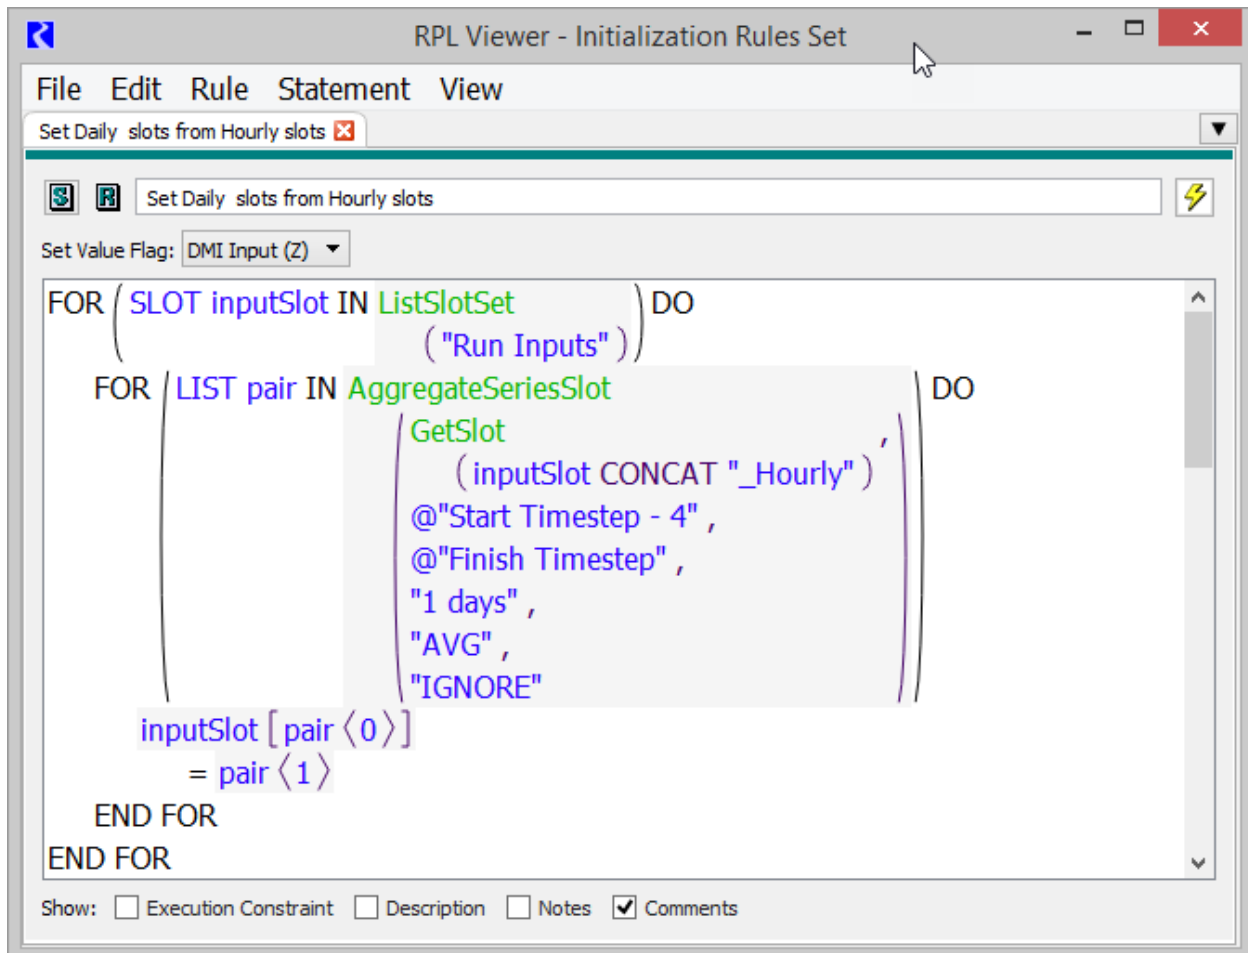 RPL Viewer - Initialization Rules Set
File Edit Rule Statement View
Set Daily slots from Hourly slots
S R Set Daily slots from Hourly slots
Set Value Flag: DMI Input (Z)
FOR ( SLOT inputSlot IN ListSlotSet ) DO
( "Run Inputs" )
FOR ( LIST pair IN AggregateSeriesSlot ) DO
GetSlot ,
( inputSlot CONCAT "_Hourly" )
@"Start Timestep - 4" ,
@"Finish Timestep" ,
"1 days" ,
"AVG" ,
"IGNORE"
inputSlot [ pair 〈 0 〉 ]
= pair 〈 1 〉
END FOR
END FOR
Show: Execution Constraint Description Notes Comments